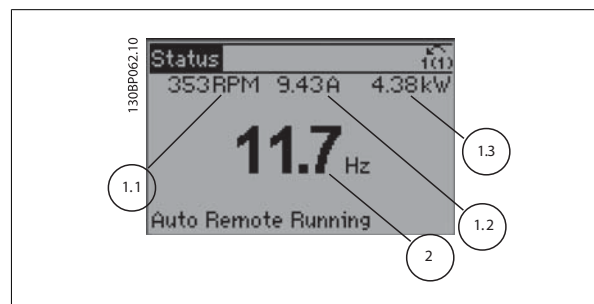 130BP062.10
Status
1(1)
353RPM 9.43A 4.38kW
1.3
11.7 Hz
1.1
1.2
Auto Remote Running
2